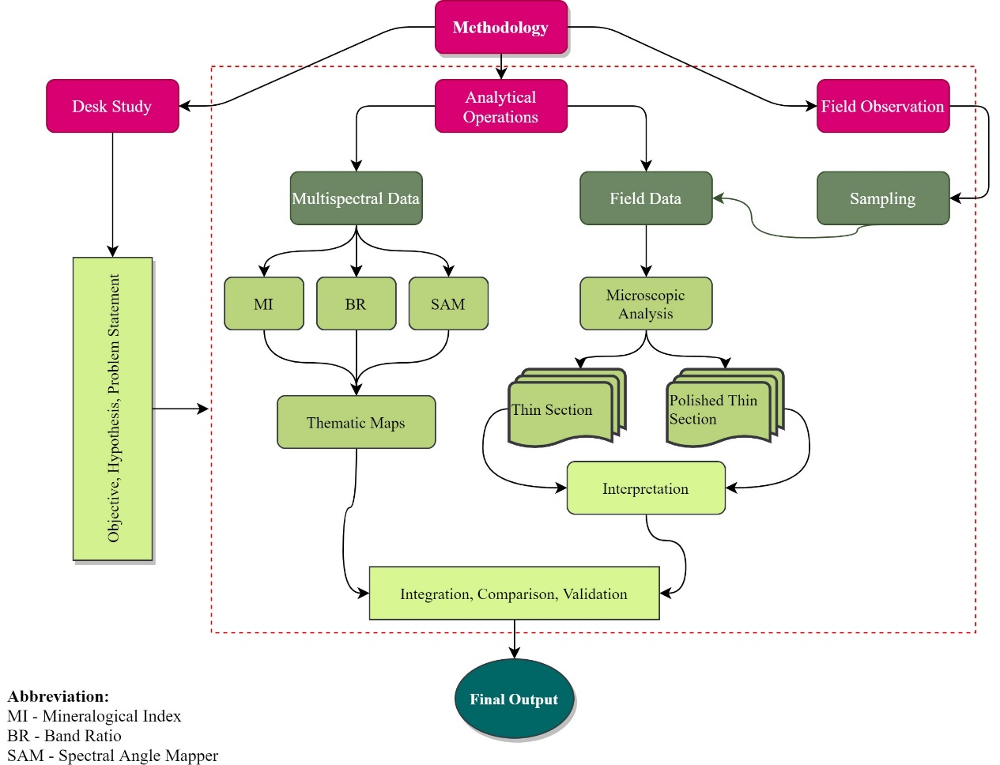 Methodology
Desk Study
Analytical
Operations
Field Observation
Multispectral Data
Field Data
Sampling
MI
BR
SAM
Microscopic
Analysis
Objective, Hypothesis, Problem Statement
Thematic Maps
Thin Section
Polished Thin
Section
Interpretation
Integration, Comparison, Validation
Final Output
Abbreviation:
MI - Mineralogical Index
BR - Band Ratio
SAM - Spectral Angle Mapper